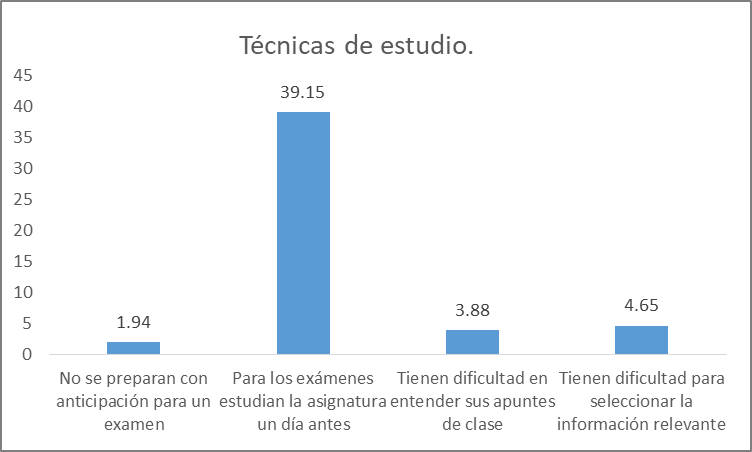 Técnicas de estudio.
45
40
35
30
25
20
15
10
5
0
1.94
39.15
3.88
4.65
No se preparan con
anticipación para un
examen
Para los exámenes
estudian la asignatura
un día antes
Tienen dificultad en
entender sus apuntes
de clase
Tienen dificultad para
seleccionar la
información relevante